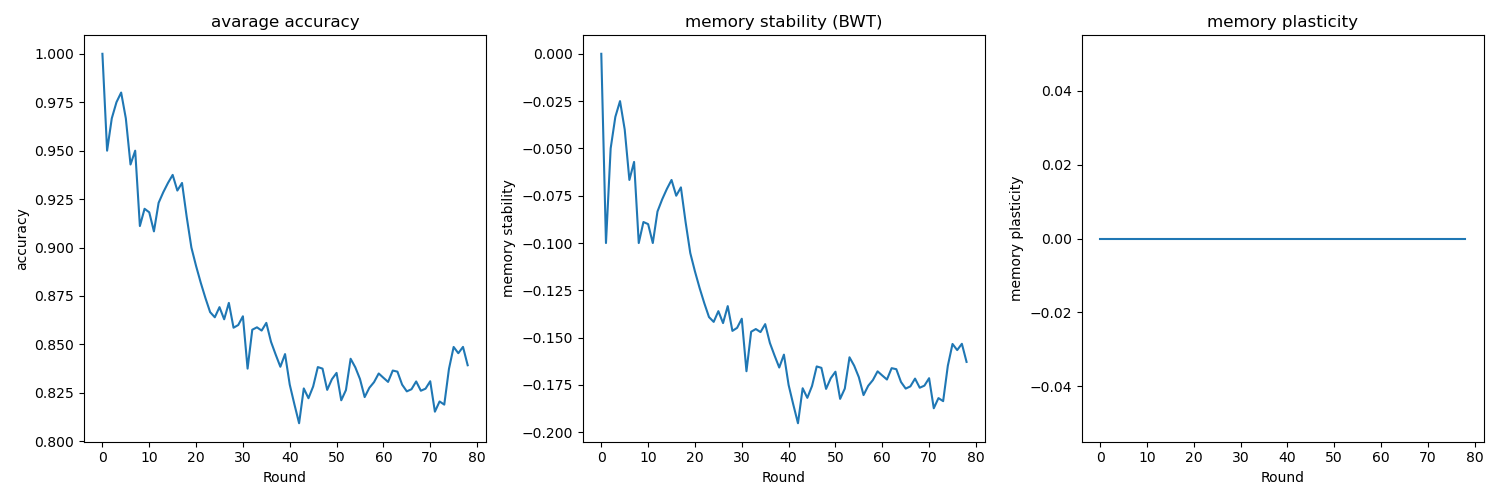 avarage accuracy
accuracy
1.000
0.975
0.950
0.925
0.900
0.875
0.850
0.825
0.800
0 10 20 30 40 50 60 70 80
Round
memory stability (BWT)
memory stability
0.000
−0.025
−0.050
−0.075
−0.100
−0.125
−0.150
−0.175
−0.200
0 10 20 30 40 50 60 70 80
Round
memory plasticity
memory plasticity
0.04
0.02
0.00
−0.02
−0.04
0 10 20 30 40 50 60 70 80
Round